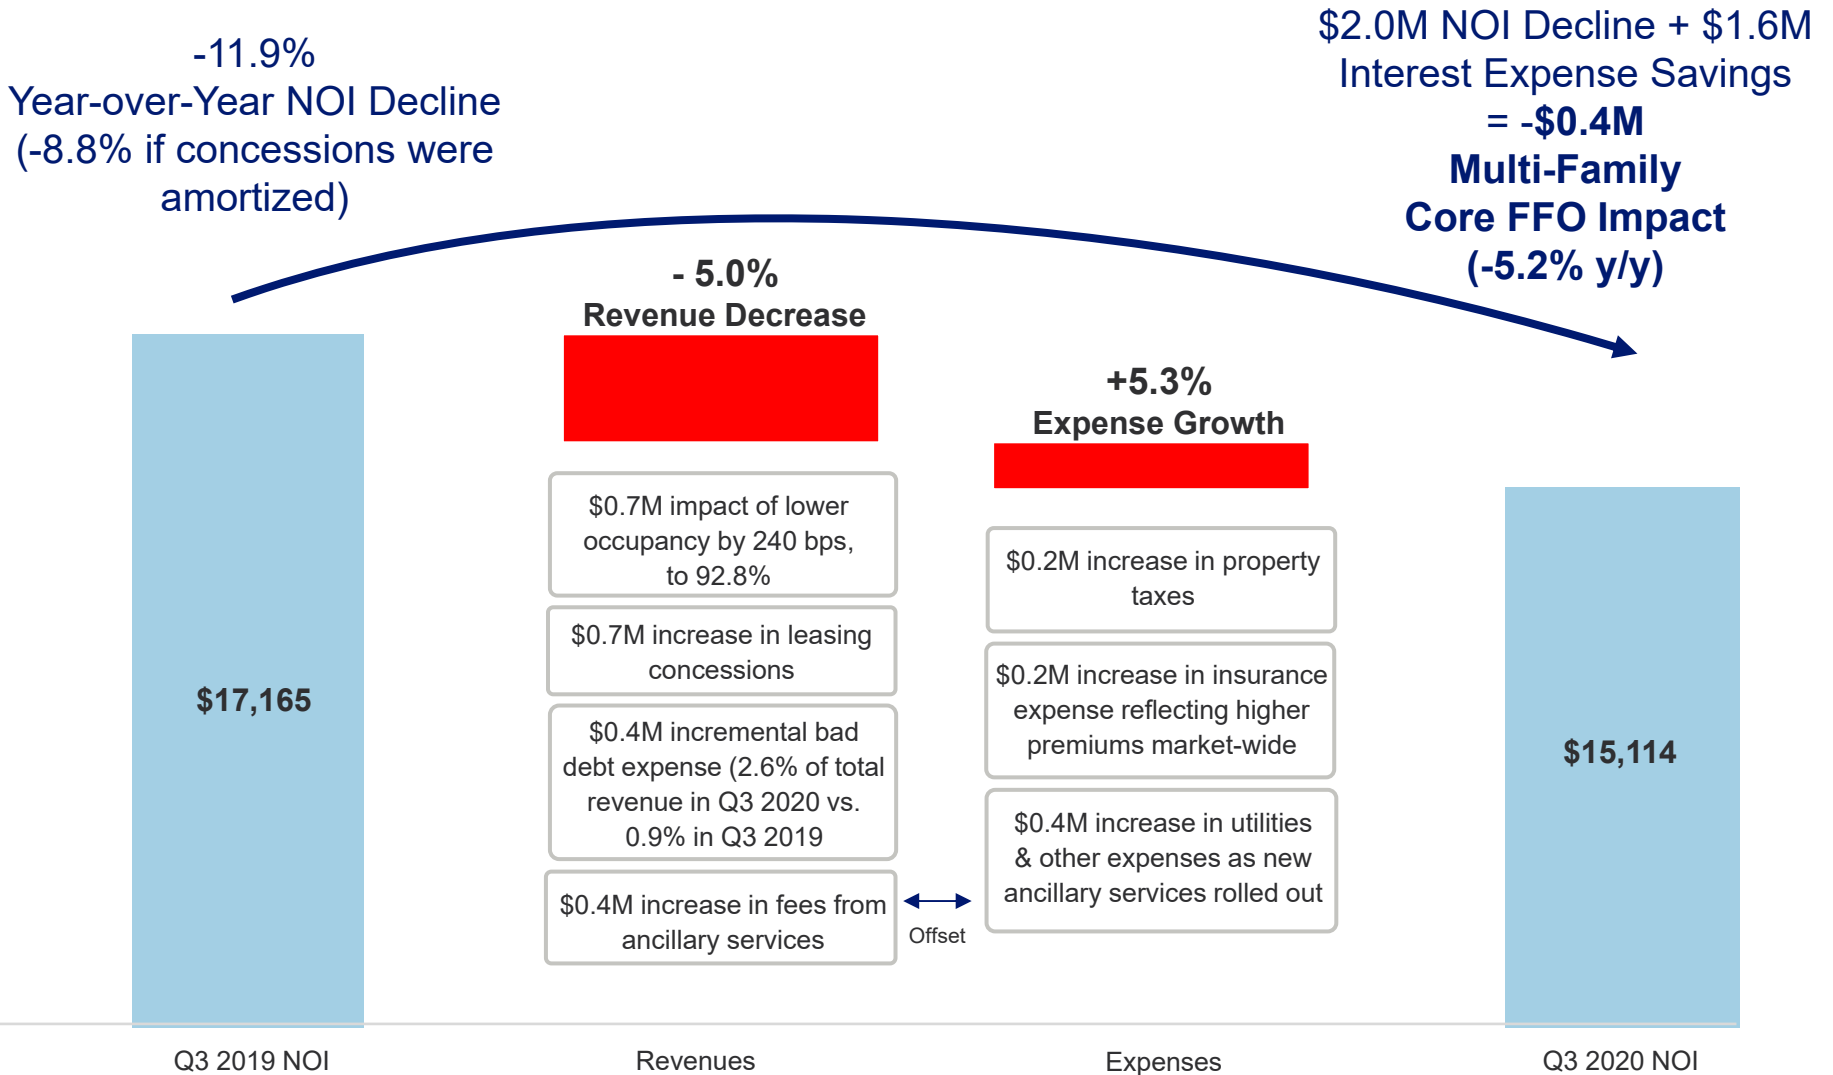 -11.9%
Year-over-Year NOI Decline
(-8.8% if concessions were
amortized)
$2.0M NOI Decline + $1.6M
Interest Expense Savings
= -$0.4M
Multi-Family
Core FFO Impact
(-5.2% y/y)
- 5.0%
Revenue Decrease
+5.3%
Expense Growth
$17,165
$0.7M impact of lower
occupancy by 240 bps,
to 92.8%
$0.7M increase in leasing
concessions
$0.4M incremental bad
debt expense (2.6% of total
revenue in Q3 2020 vs.
0.9% in Q3 2019
$0.4M increase in fees from
ancillary services
Offset
$0.2M increase in property
taxes
$0.2M increase in insurance
expense reflecting higher
premiums market-wide
$0.4M increase in utilities
& other expenses as new
ancillary services rolled out
$15,114
Q3 2019 NOI
Revenues
Expenses
Q3 2020 NOI